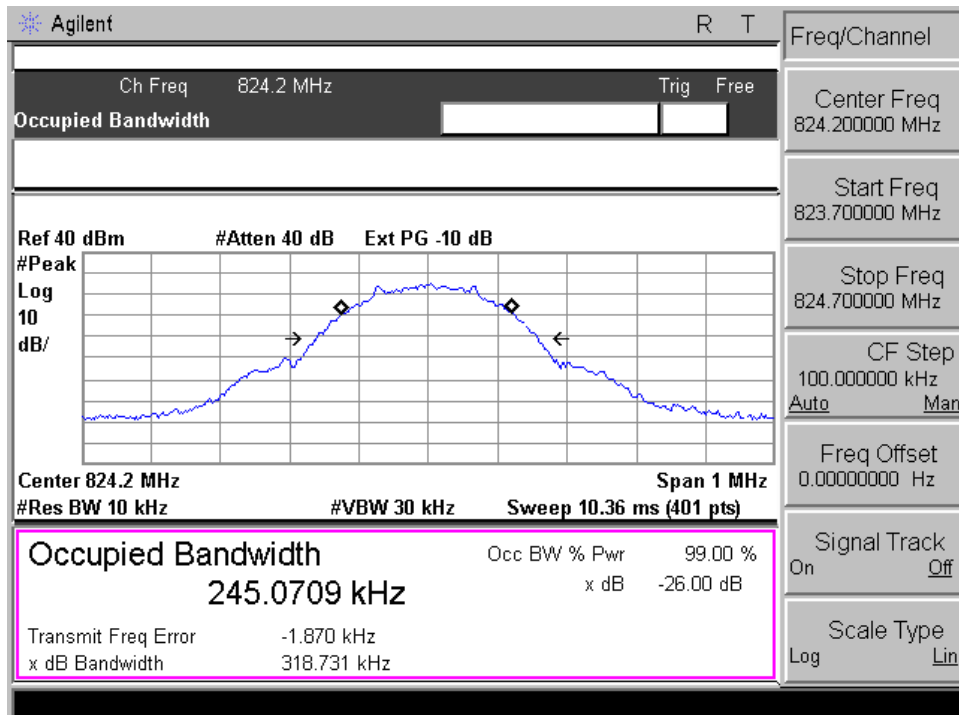 Agilent R T
Ch Freq 824.2 MHz Trig Free
Occupied Bandwidth
Ref 40 dBm #Atten 40 dB Ext PG -10 dB
#Peak
Log
10
dB/
Center 824.2 MHz Span 1 MHz
#Res BW 10 kHz #VBW 30 kHz Sweep 10.36 ms (401 pts)
Occupied Bandwidth Occ BW % Pwr 99.00 %
245.0709 kHz x dB -26.00 dB
Transmit Freq Error -1.870 kHz
x dB Bandwidth 318.731 kHz
Freq/Channel
Center Freq
824.200000 MHz
Start Freq
823.700000 MHz
Stop Freq
824.700000 MHz
CF Step
100.000000 kHz
Auto Man
Freq Offset
0.00000000 Hz
Signal Track
On Off
Scale Type
Log Lin